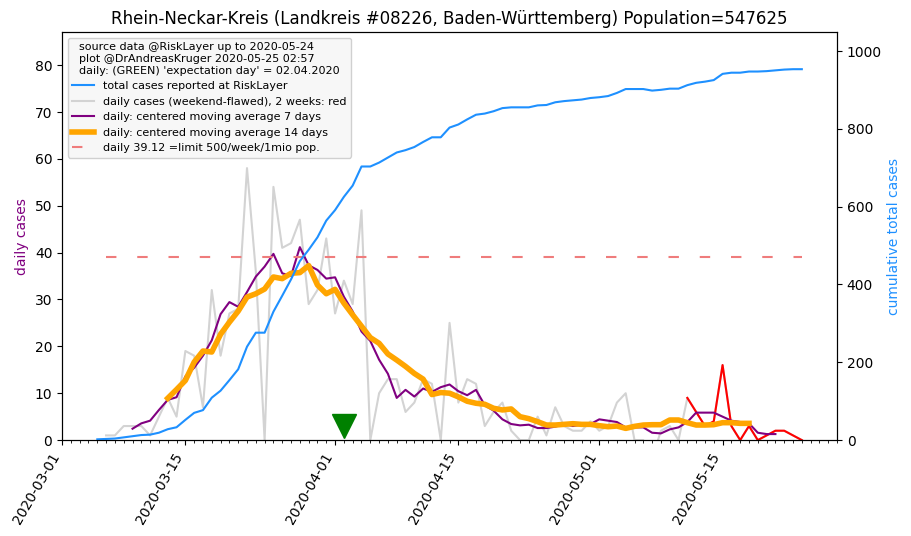 Rhein-Neckar-Kreis (Landkreis #08226, Baden-Württemberg) Population=547625
source data @RiskLayer up to 2020-05-24
plot @DrAndreasKruger 2020-05-25 02:57
daily: (GREEN) 'expectation day' = 02.04.2020
total cases reported at RiskLayer
daily cases (weekend-flawed), 2 weeks: red
daily: centered moving average 7 days
daily: centered moving average 14 days
daily 39.12 =limit 500/week/1mio pop.
daily cases
80
70
60
50
40
30
20
10
0
cumulative total cases
1000
800
600
400
200
0
2020-03-01
2020-03-15
2020-04-01
2020-04-15
2020-05-01
2020-05-15